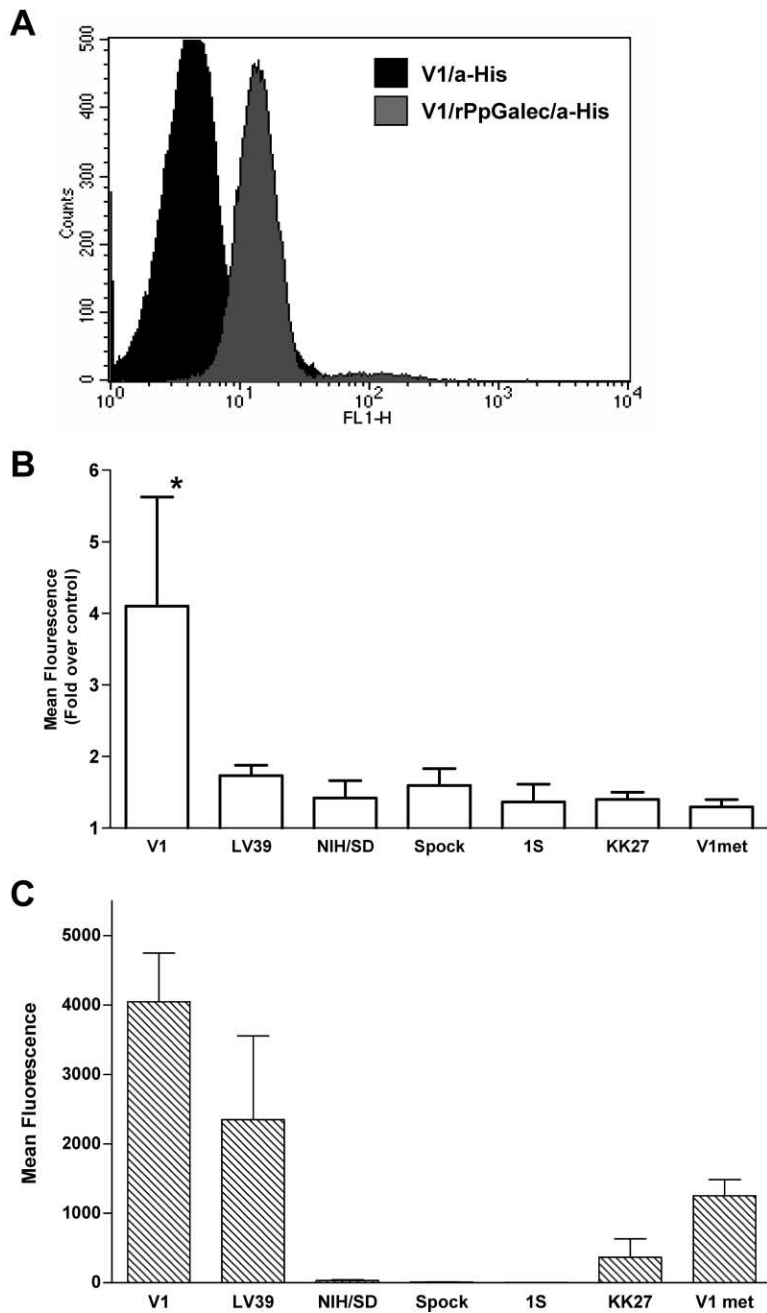 A
500
400
300
200
100
0
Counts
V1/a-His
V1/rPpGalec/a-His
10^0 10^1 10^2 10^3 10^4
FL1-H
B
Mean Flourescence
(Fold over control)
6
5
4
3
2
1
*
V1 LV39 NIH/SD Spock 1S KK27 V1met
C
Mean Fluorescence
5000
4000
3000
2000
1000
0
V1 LV39 NIH/SD Spock 1S KK27 V1 met